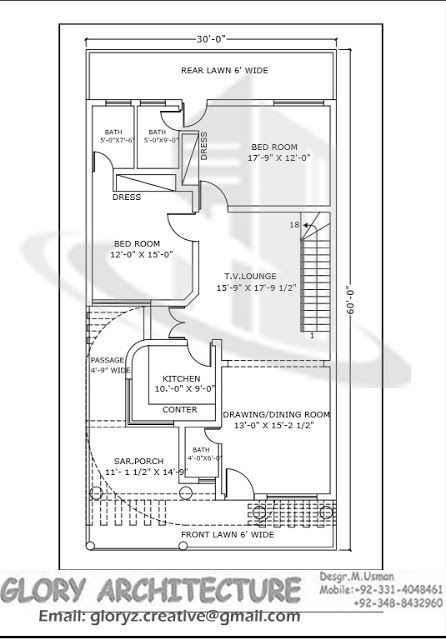 30'-0"
REAR LAWN 6' WIDE
BATH
5'-0"X7'-6"
BATH
5'-0"X9'-0"
DRESS
BED ROOM
17'-9" X 12'-0"
DRESS
BED ROOM
12'-0" X 15'-0"
18
T.V.LOUNGE
15'-9" X 17'-9 1/2"
60'-0"
1
PASSAGE
4'-9" WIDE
KITCHEN
10.'-0" X 9'-0"
CONTER
DRAWING/DINING ROOM
13'-0" X 15'-2 1/2"
BATH
4'-0"X6'-0"
SAR.PORCH
11'- 1 1/2" X 14'-9"
FRONT LAWN 6' WIDE
GLORY ARCHITECTURE
Desgr.M.Usman
Mobile:+92-331-4048461
+92-348-8432960
Email: gloryz.creative@gmail.com